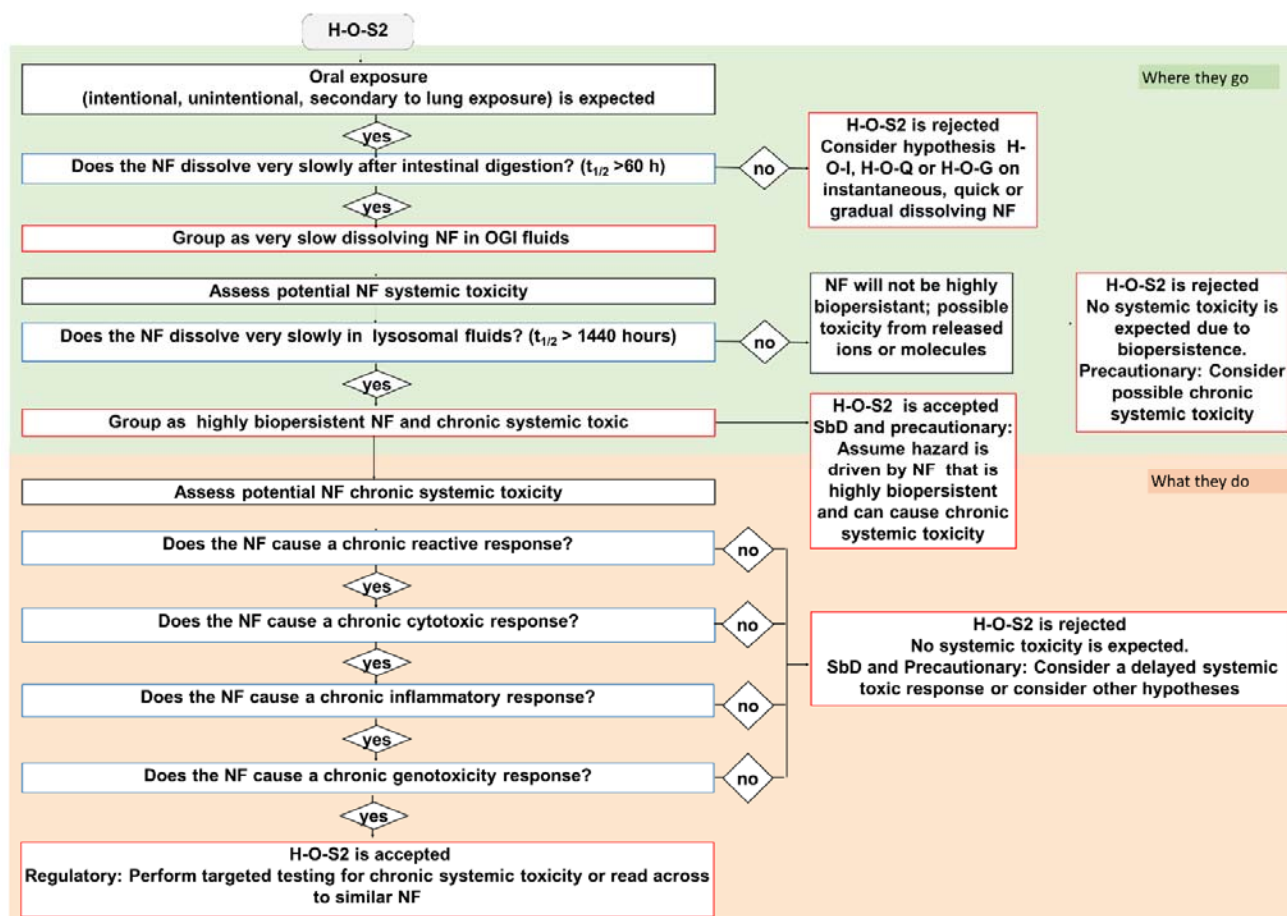 H-O-S2
Where they go
Oral exposure
(intentional, unintentional, secondary to lung exposure) is expected
yes
Does the NF dissolve very slowly after intestinal digestion? (t1/2 >60 h)
no
H-O-S2 is rejected
Consider hypothesis H-
O-I, H-O-Q or H-O-G on
instantaneous, quick or
gradual dissolving NF
yes
Group as very slow dissolving NF in OGI fluids
Assess potential NF systemic toxicity
Does the NF dissolve very slowly in lysosomal fluids? (t1/2 > 1440 hours)
no
NF will not be highly
biopersistant; possible
toxicity from released
ions or molecules
H-O-S2 is rejected
No systemic toxicity is
expected due to
biopersistence.
Precautionary: Consider
possible chronic
systemic toxicity
yes
Group as highly biopersistent NF and chronic systemic toxic
H-O-S2 is accepted
SbD and precautionary:
Assume hazard is
driven by NF that is
highly biopersistent
and can cause chronic
systemic toxicity
What they do
Assess potential NF chronic systemic toxicity
Does the NF cause a chronic reactive response?
no
yes
Does the NF cause a chronic cytotoxic response?
no
yes
Does the NF cause a chronic inflammatory response?
no
yes
Does the NF cause a chronic genotoxicity response?
no
H-O-S2 is rejected
No systemic toxicity is expected.
SbD and Precautionary: Consider a delayed systemic
toxic response or consider other hypotheses
yes
H-O-S2 is accepted
Regulatory: Perform targeted testing for chronic systemic toxicity or read across
to similar NF